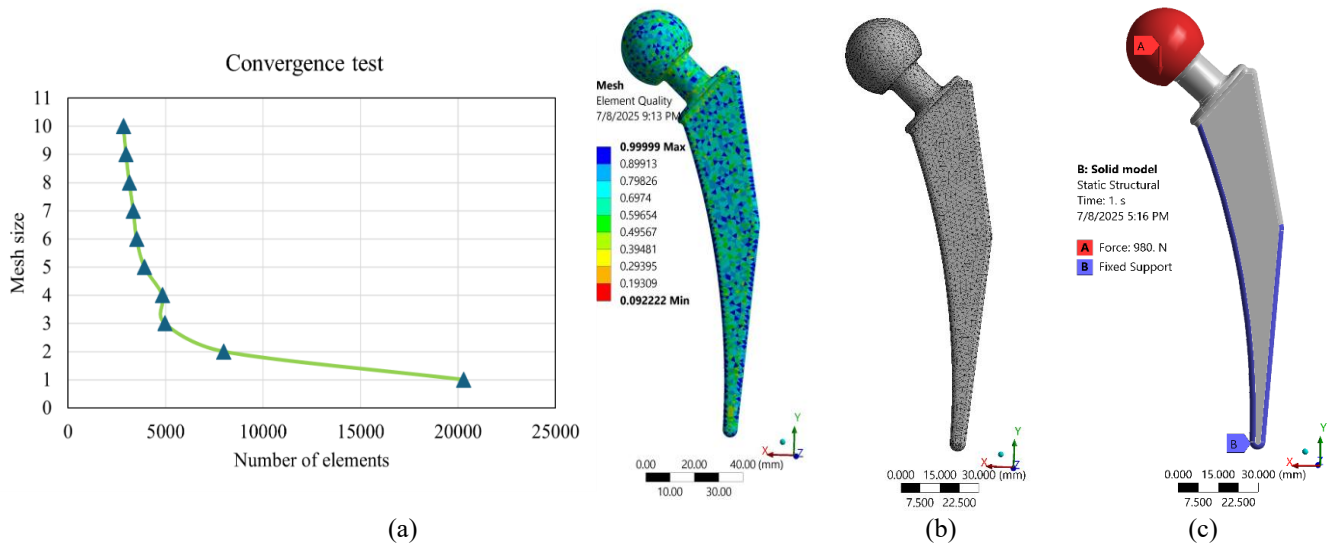 Convergence test
Mesh size
11
10
9
8
7
6
5
4
3
2
1
0
0 5000 10000 15000 20000 25000
Number of elements
Mesh
Element Quality
7/8/2025 9:13 PM
0.99999 Max
0.89913
0.79826
0.6974
0.59654
0.49567
0.39481
0.29395
0.19309
0.092222 Min
Y
X
Z
0.00 20.00 40.00 (mm)
10.00 30.00
(a)
Y
X
Z
0.000 15.000 30.000 (mm)
7.500 22.500
(b)
A
B: Solid model
Static Structural
Time: 1. s
7/8/2025 5:16 PM
A Force: 980. N
B Fixed Support
B
Y
X
Z
0.000 15.000 30.000 (mm)
7.500 22.500
(c)